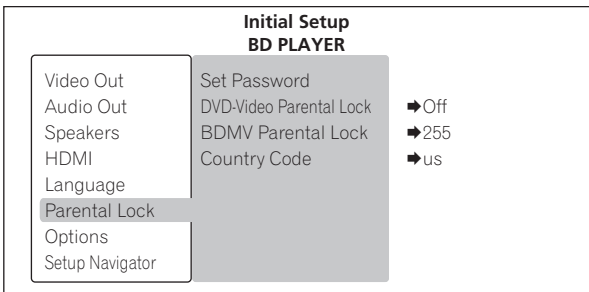 Initial Setup
BD PLAYER
Video Out
Audio Out
Speakers
HDMI
Language
Parental Lock
Options
Setup Navigator
Set Password
DVD-Video Parental Lock ➡Off
BDMV Parental Lock ➡255
Country Code ➡us